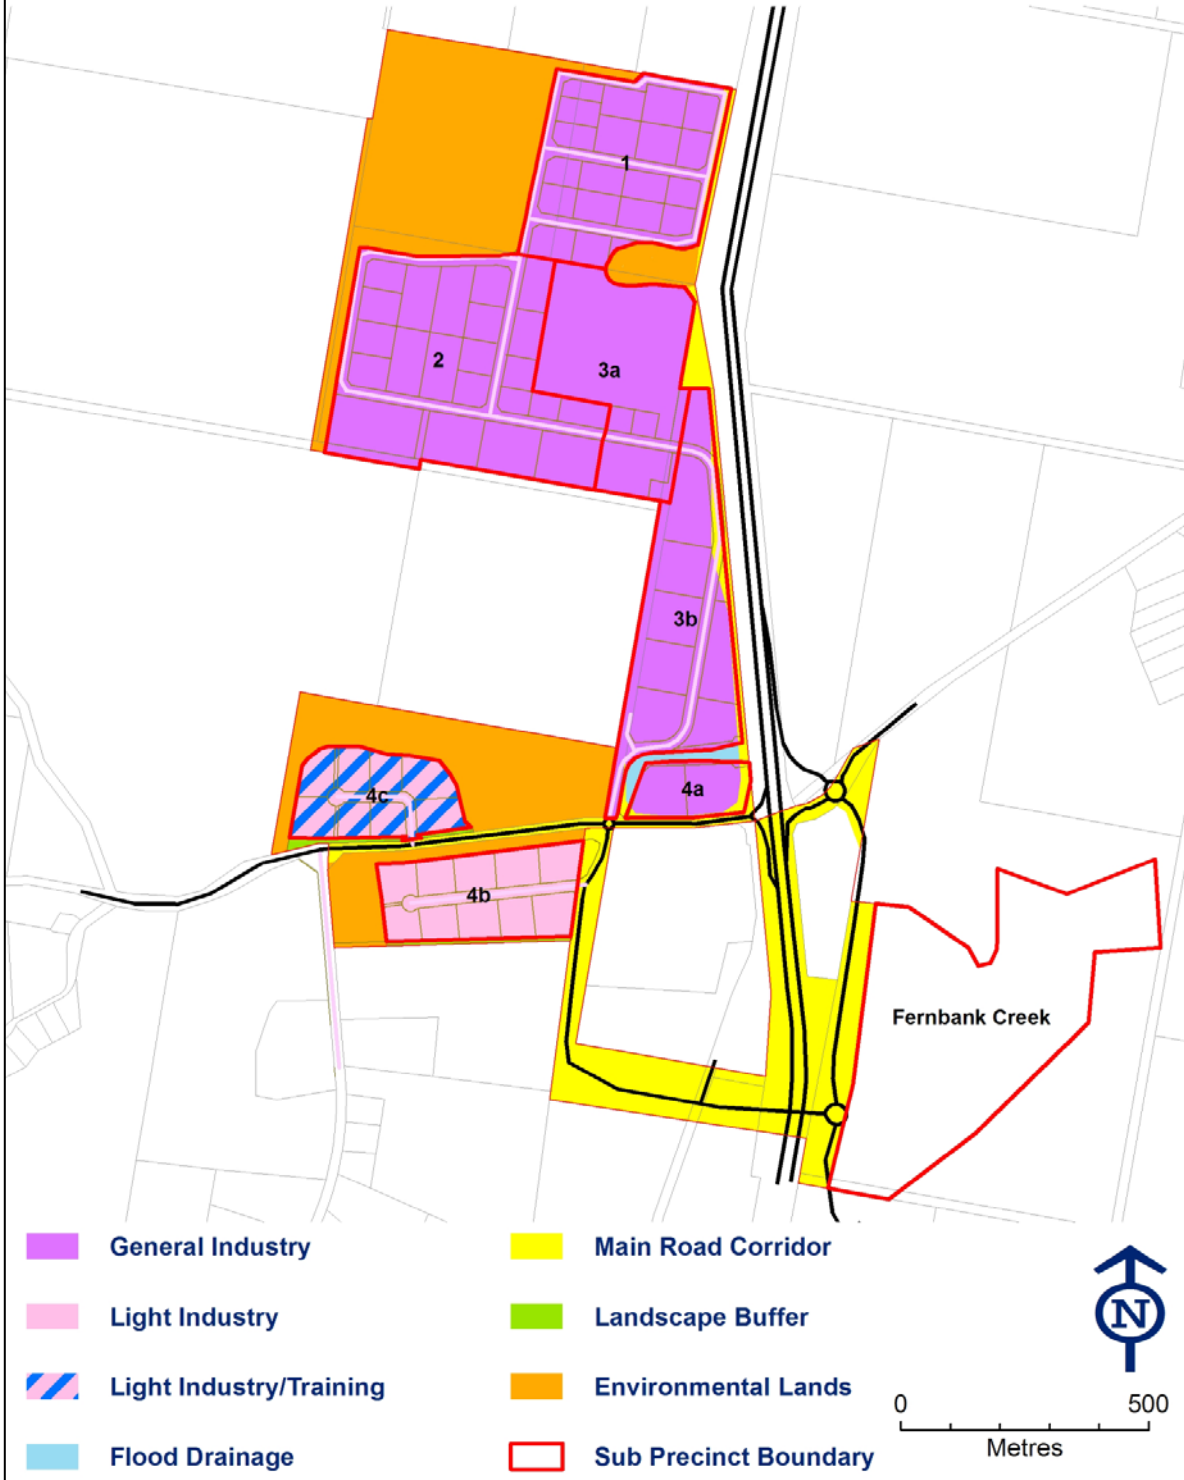 1
2
3a
3b
4a
4c
4b
Fernbank Creek
General Industry
Main Road Corridor
Light Industry
Landscape Buffer
N
Light Industry/Training
Environmental Lands
0 500
Metres
Flood Drainage
Sub Precinct Boundary